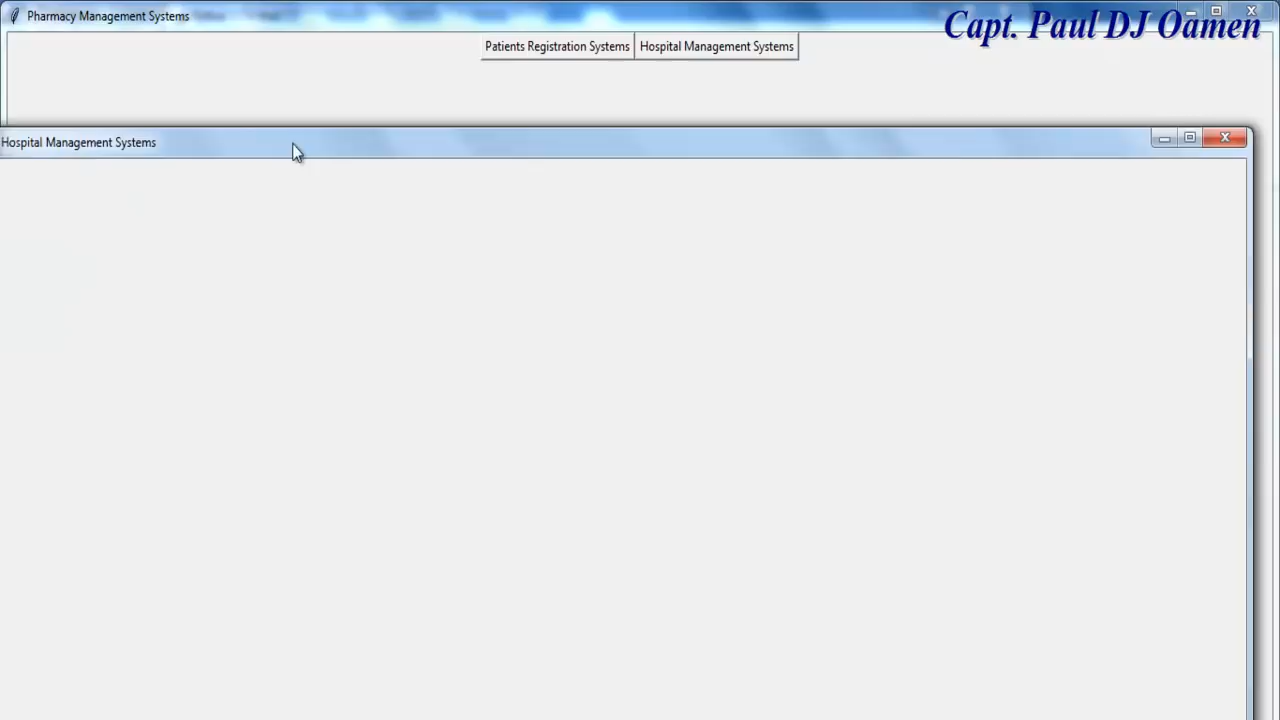 Pharmacy Management Systems
Capt. Paul DJ Oamen
Patients Registration Systems
Hospital Management Systems
Hospital Management Systems